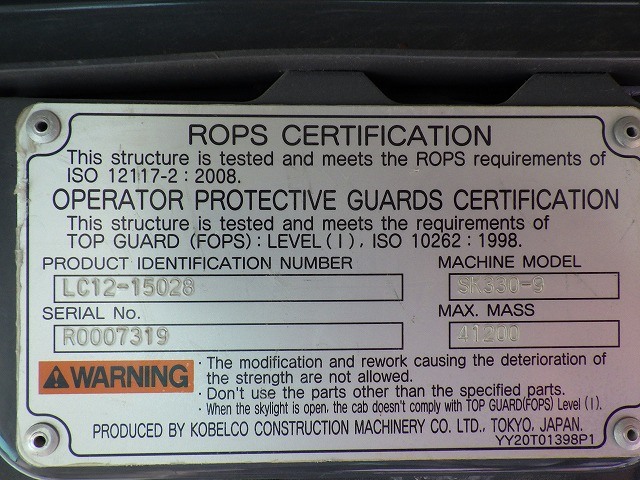 ROPS CERTIFICATION
This structure is tested and meets the ROPS requirements of
ISO 12117-2 : 2008.
OPERATOR PROTECTIVE GUARDS CERTIFICATION
This structure is tested and meets the requirements of
TOP GUARD (FOPS) : LEVEL ( I ) , ISO 10262 : 1998.
PRODUCT IDENTIFICATION NUMBER MACHINE MODEL
LC12-15028 SK330-9
SERIAL No. MAX. MASS
R0007319 41200
WARNING · The modification and rework causing the deterioration of
the strength are not allowed.
· Don't use the parts other than the specified parts.
· When the skylight is open, the cab doesn't comply with TOP GUARD(FOPS) Level ( I ).
PRODUCED BY KOBELCO CONSTRUCTION MACHINERY CO. LTD., TOKYO, JAPAN.
YY20T01398P1